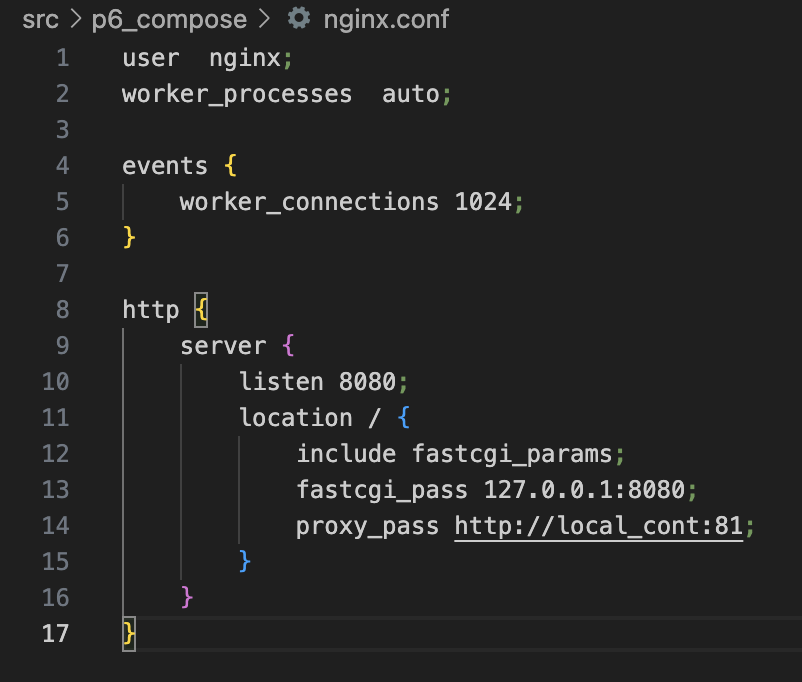 src > p6_compose > nginx.conf
1 user  nginx;
2 worker_processes  auto;
3
4 events {
5     worker_connections 1024;
6 }
7
8 http {
9     server {
10         listen 8080;
11         location / {
12             include fastcgi_params;
13             fastcgi_pass 127.0.0.1:8080;
14             proxy_pass http://local_cont:81;
15         }
16     }
17 }